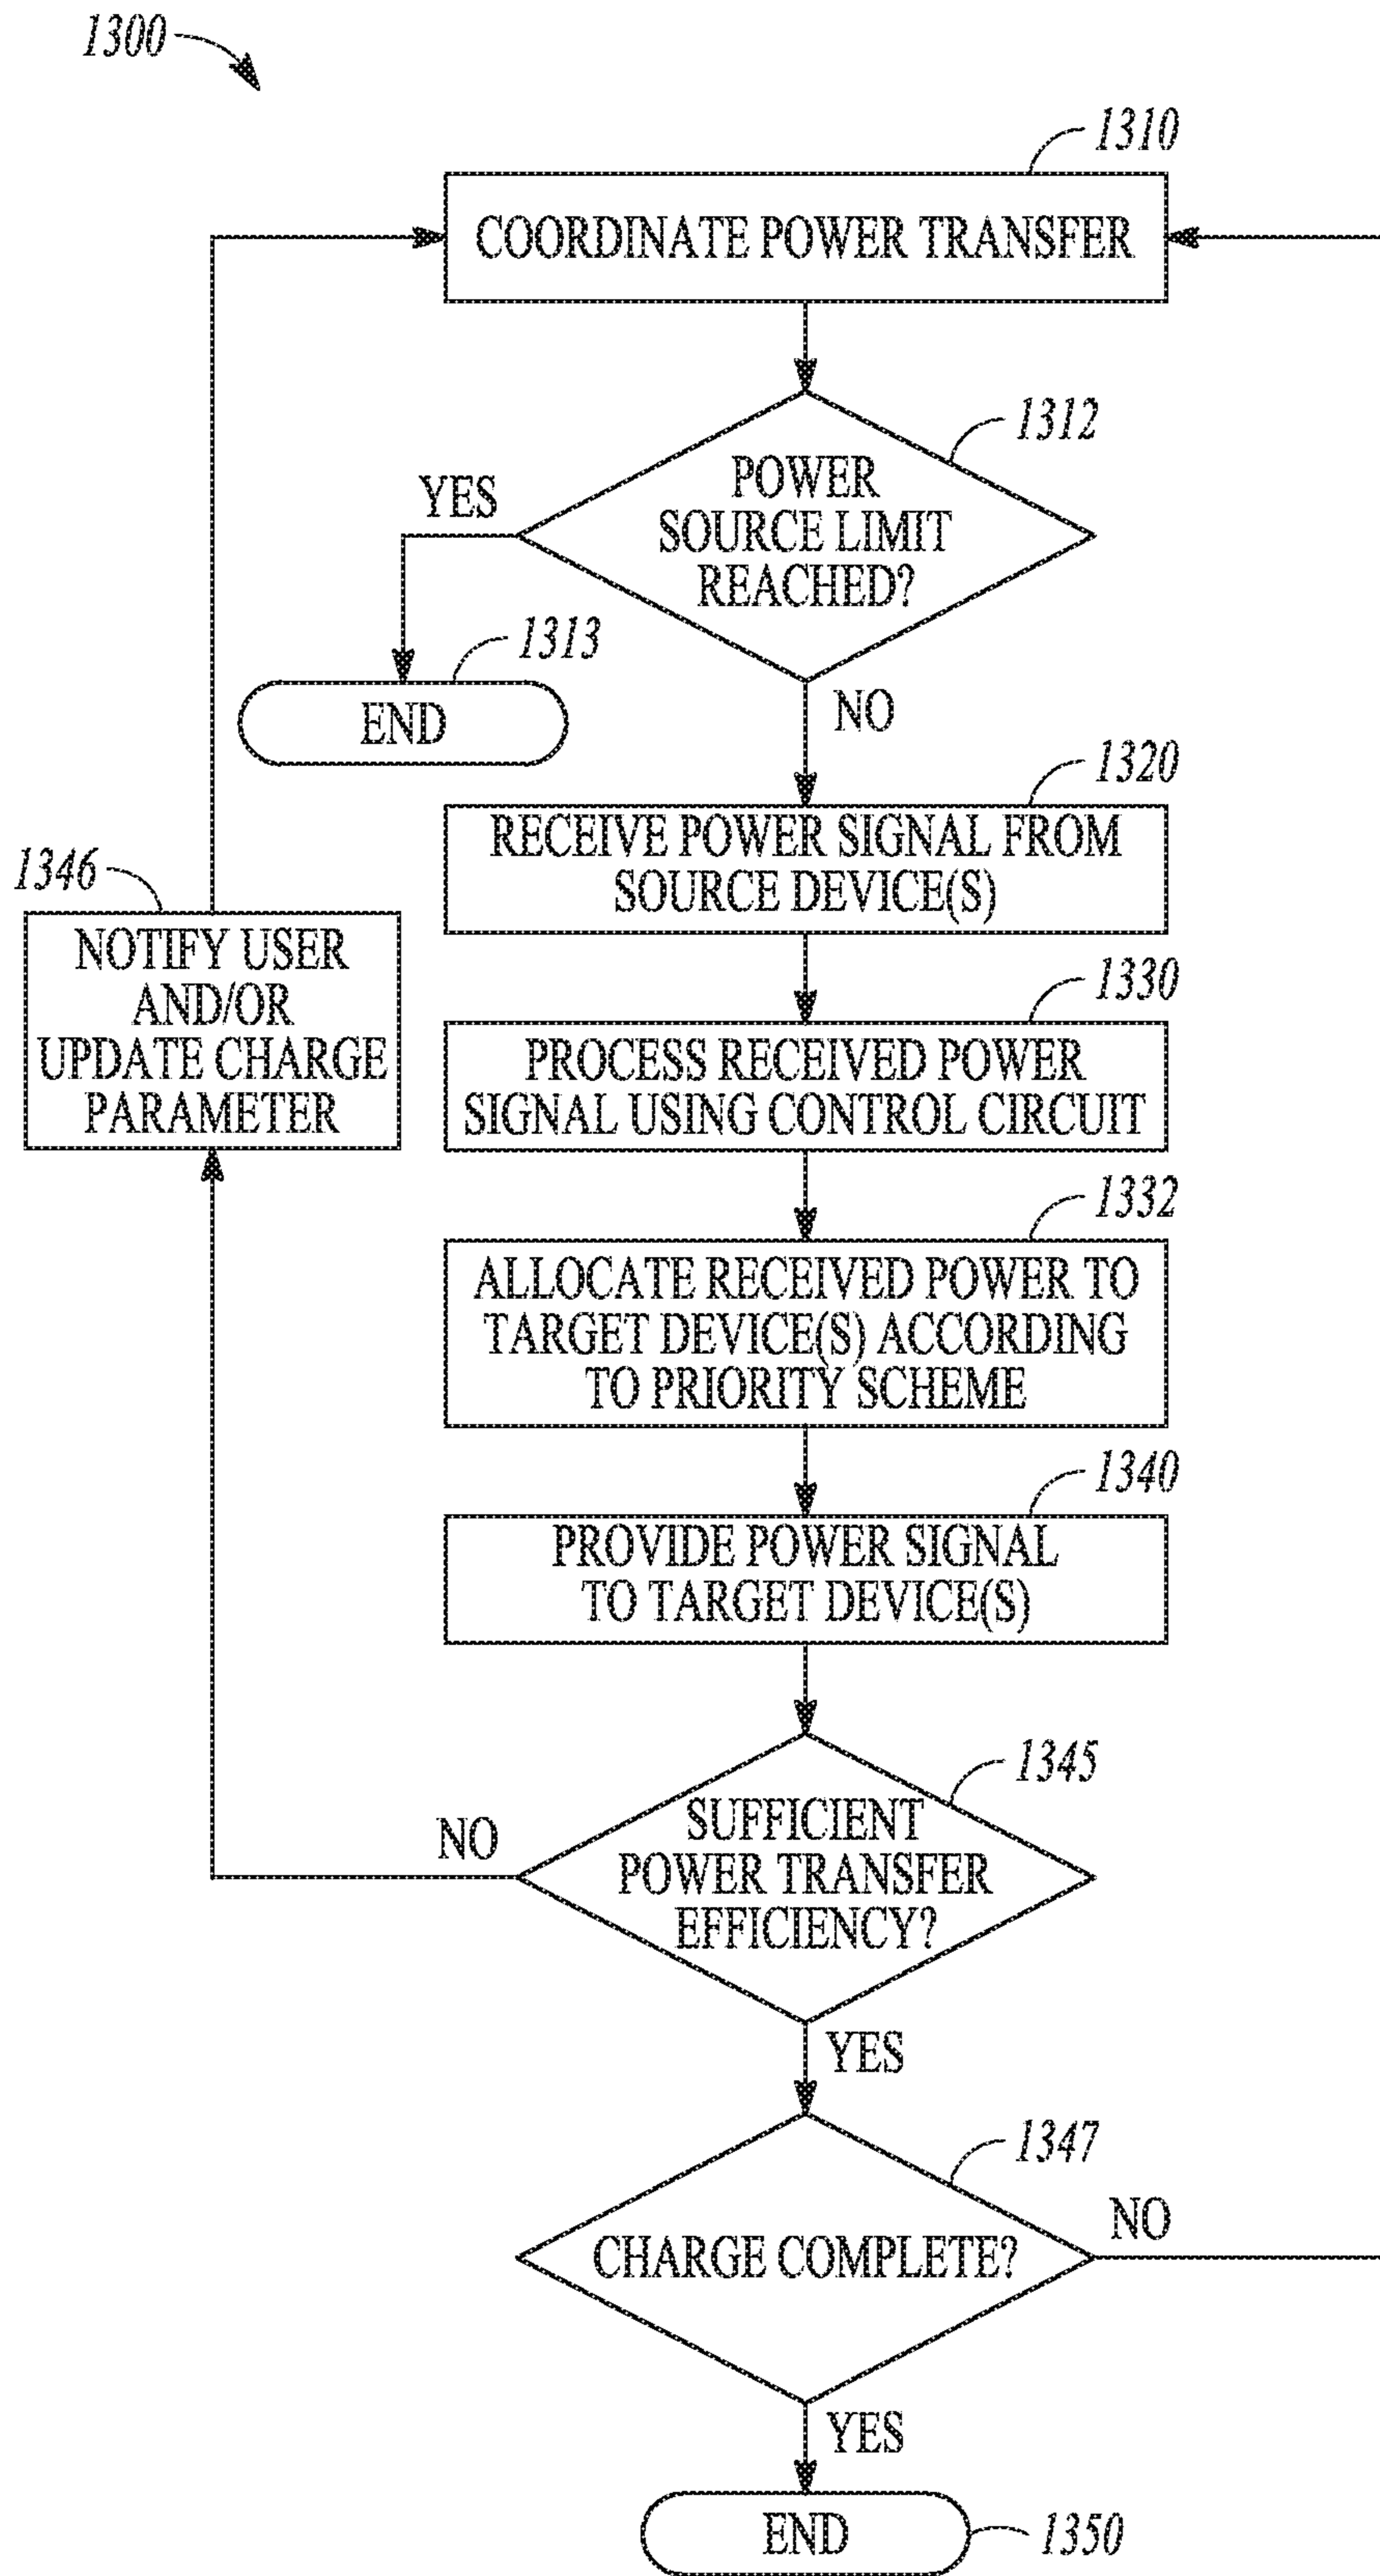 1300
1310
COORDINATE POWER TRANSFER
1312
YES
POWER
SOURCE LIMIT
REACHED?
1313
END
NO
1320
RECEIVE POWER SIGNAL FROM
SOURCE DEVICE(S)
1346
NOTIFY USER
AND/OR
UPDATE CHARGE
PARAMETER
1330
PROCESS RECEIVED POWER
SIGNAL USING CONTROL CIRCUIT
1332
ALLOCATE RECEIVED POWER TO
TARGET DEVICE(S) ACCORDING
TO PRIORITY SCHEME
1340
PROVIDE POWER SIGNAL
TO TARGET DEVICE(S)
1345
NO
SUFFICIENT
POWER TRANSFER
EFFICIENCY?
YES
1347
NO
CHARGE COMPLETE?
YES
END
1350